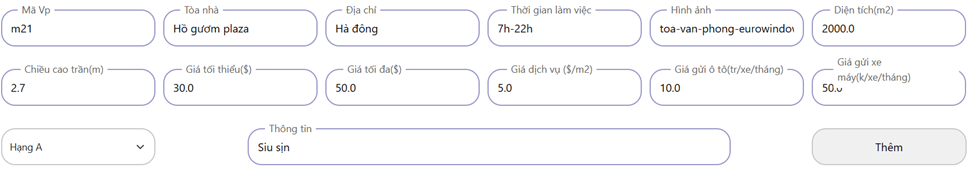 Mã Vp
Tòa nhà
Địa chỉ
Thời gian làm việc
Hình ảnh
Diện tích(m2)
m21
Hồ gươm plaza
Hà đông
7h-22h
toa-van-phong-eurowindov
2000.0
Chiều cao trần(m)
Giá tối thiểu($)
Giá tối đa($)
Giá dịch vụ ($/m2)
Giá gửi ô tô(tr/xe/tháng)
Giá gửi xe
máy(k/xe/tháng)
2.7
30.0
50.0
5.0
10.0
50.0
Thông tin
Hạng A
Siu sịn
Thêm